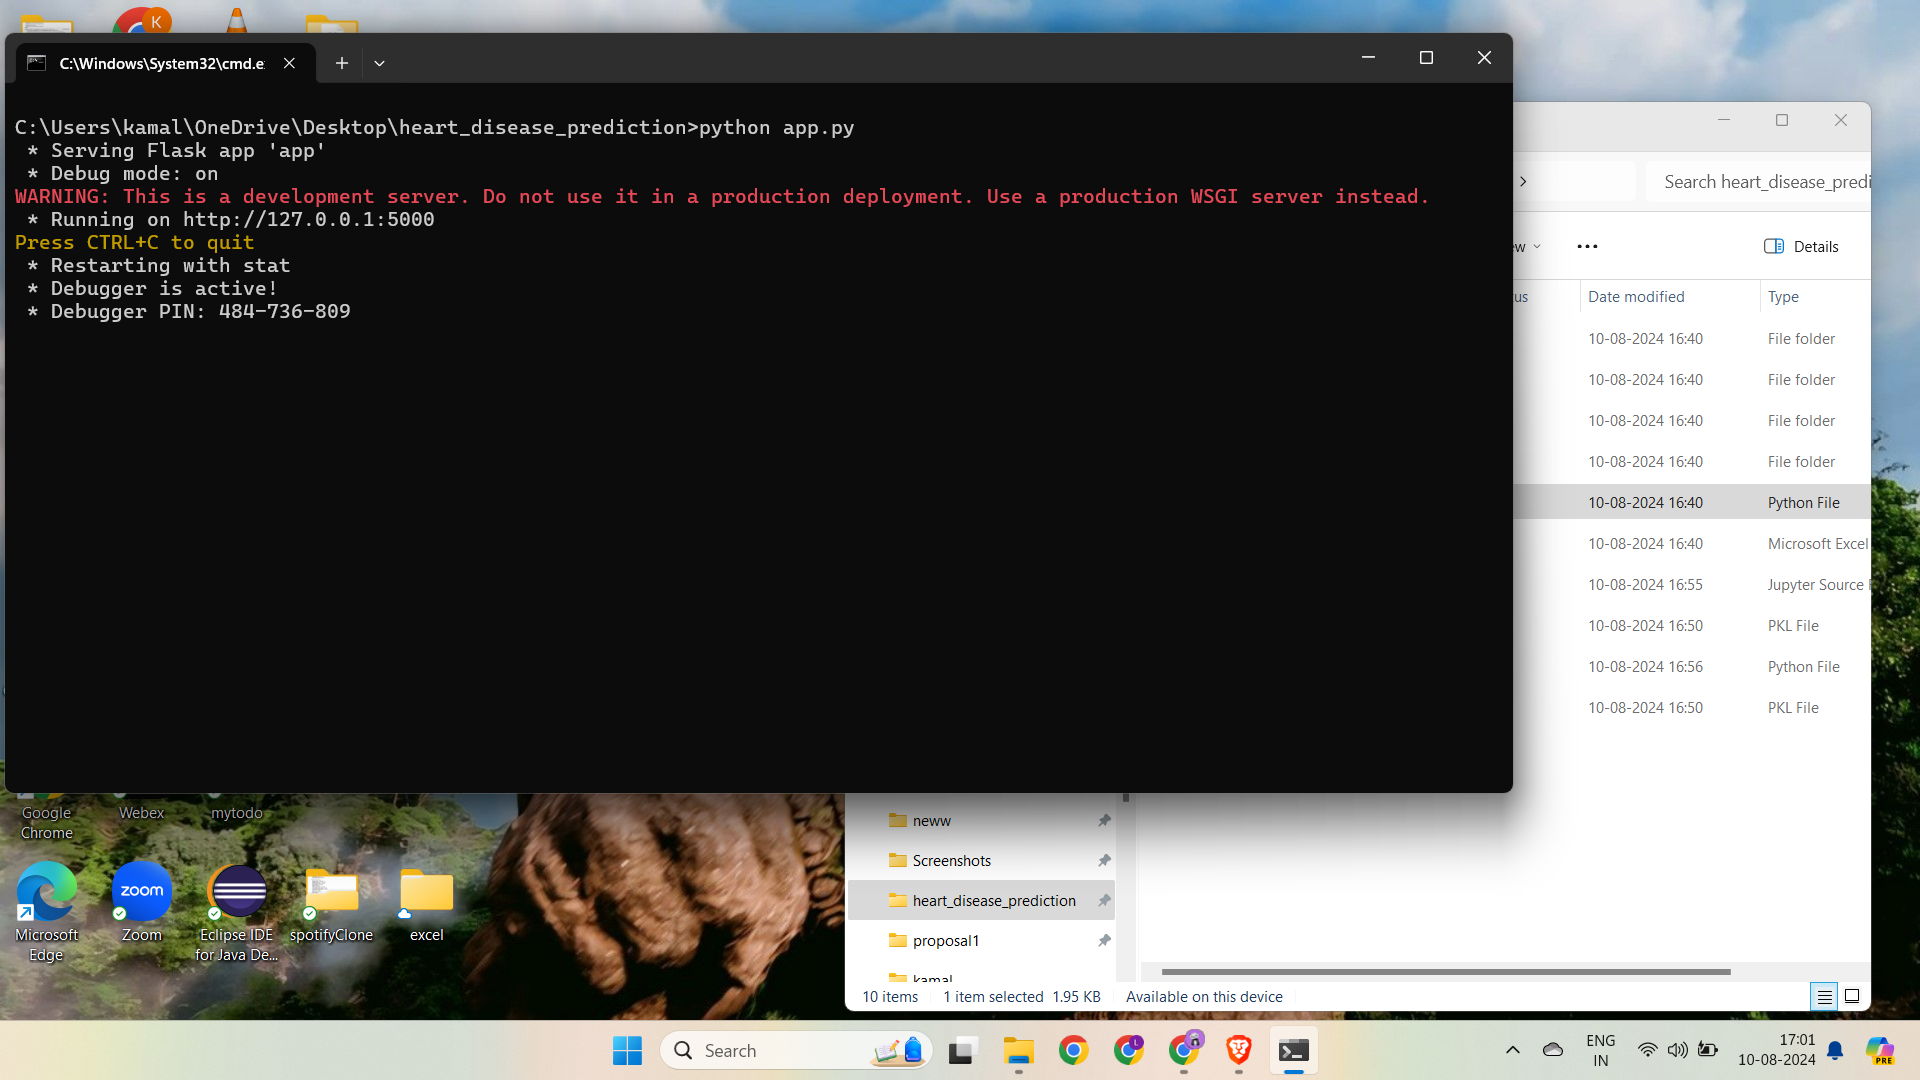 K
C:\Windows\System32\cmd.e
C:\Users\kamal\OneDrive\Desktop\heart_disease_prediction>python app.py
* Serving Flask app 'app'
* Debug mode: on
WARNING: This is a development server. Do not use it in a production deployment. Use a production WSGI server instead.
* Running on http://127.0.0.1:5000
Press CTRL+C to quit
* Restarting with stat
* Debugger is active!
* Debugger PIN: 484-736-809
Search heart_disease_predi
ew
Details
tus Date modified Type
10-08-2024 16:40 File folder
10-08-2024 16:40 File folder
10-08-2024 16:40 File folder
10-08-2024 16:40 File folder
10-08-2024 16:40 Python File
10-08-2024 16:40 Microsoft Excel
10-08-2024 16:55 Jupyter Source F
10-08-2024 16:50 PKL File
10-08-2024 16:56 Python File
10-08-2024 16:50 PKL File
Google
Chrome
Webex
mytodo
zoom
Microsoft
Edge
Zoom
Eclipse IDE
for Java De...
spotifyClone
excel
neww
Screenshots
heart_disease_prediction
proposal1
kamal
10 items 1 item selected 1.95 KB Available on this device
Search
L
ENG
IN
17:01
10-08-2024
PRE